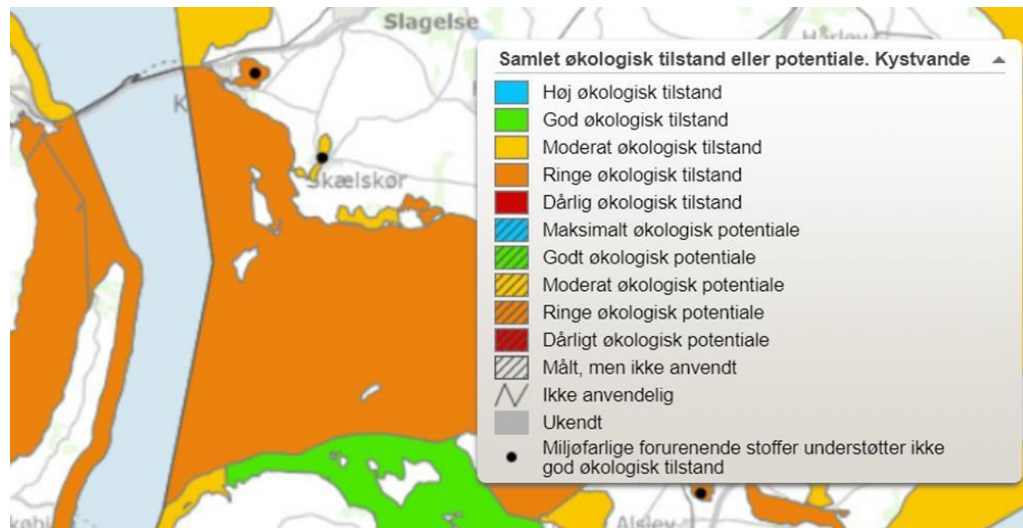 Slagelse
Skælskør
Samlet økologisk tilstand eller potentiale. Kystvande
Høj økologisk tilstand
God økologisk tilstand
Moderat økologisk tilstand
Ringe økologisk tilstand
Dårlig økologisk tilstand
Maksimalt økologisk potentiale
Godt økologisk potentiale
Moderat økologisk potentiale
Ringe økologisk potentiale
Dårligt økologisk potentiale
Målt, men ikke anvendt
Ikke anvendelig
Ukendt
Miljøfarlige forurenende stoffer understøtter ikke
god økologisk tilstand